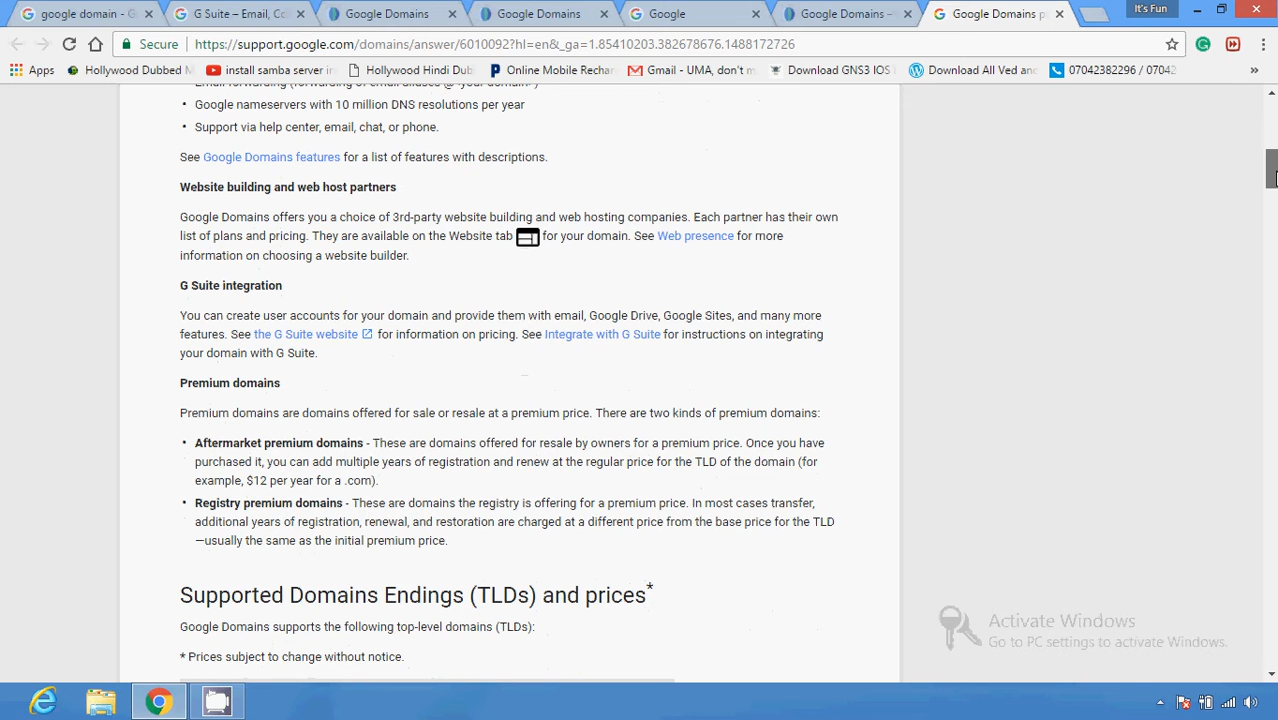 google domain - G
G Suite – Email, Co
Google Domains
Google Domains
Google
Google Domains –
Google Domains p
It's Fun
Secure
https://support.google.com/domains/answer/6010092?hl=en&_ga=1.85410203.382678676.1488172726
Apps
Hollywood Dubbed M
install samba server in
Hollywood Hindi Dub
Online Mobile Rechar
Gmail - UMA, don't m
Download GNS3 IOS I
Download All Ved and
07042382296 / 07042
»
• Google nameservers with 10 million DNS resolutions per year
• Support via help center, email, chat, or phone.
See Google Domains features for a list of features with descriptions.
Website building and web host partners
Google Domains offers you a choice of 3rd-party website building and web hosting companies. Each partner has their own
list of plans and pricing. They are available on the Website tab for your domain. See Web presence for more
information on choosing a website builder.
G Suite integration
You can create user accounts for your domain and provide them with email, Google Drive, Google Sites, and many more
features. See the G Suite website for information on pricing. See Integrate with G Suite for instructions on integrating
your domain with G Suite.
Premium domains
Premium domains are domains offered for sale or resale at a premium price. There are two kinds of premium domains:
• Aftermarket premium domains - These are domains offered for resale by owners for a premium price. Once you have
purchased it, you can add multiple years of registration and renew at the regular price for the TLD of the domain (for
example, $12 per year for a .com).
• Registry premium domains - These are domains the registry is offering for a premium price. In most cases transfer,
additional years of registration, renewal, and restoration are charged at a different price from the base price for the TLD
—usually the same as the initial premium price.
Supported Domains Endings (TLDs) and prices*
Google Domains supports the following top-level domains (TLDs):
* Prices subject to change without notice.
Activate Windows
Go to PC settings to activate Windows.